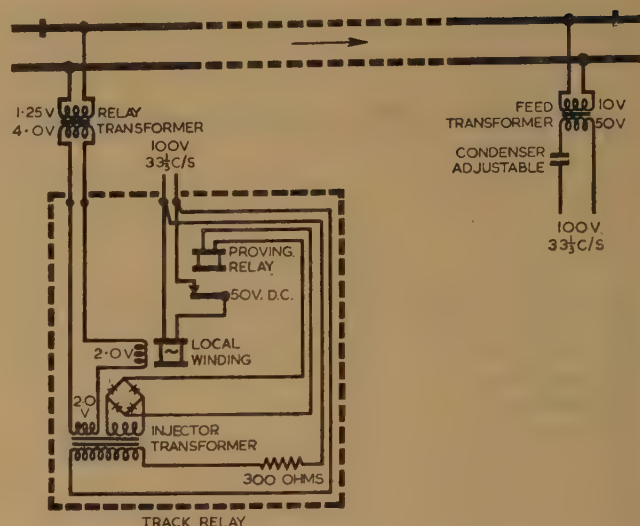 1·25V
4·0V
RELAY
TRANSFORMER
100V
33⅓C/S
FEED
TRANSFORMER
10V
50V
CONDENSER
ADJUSTABLE
100V
33⅓C/S
PROVING.
RELAY
50V. D.C.
LOCAL
WINDING
~
2·0V
2·0
V
INJECTOR
TRANSFORMER
300 OHMS
TRACK RELAY